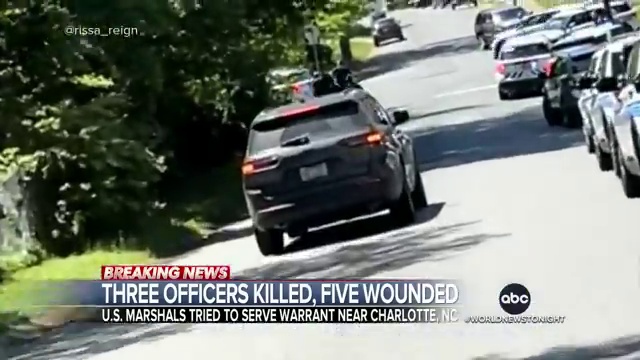 @rissa_reign
BREAKING NEWS
THREE OFFICERS KILLED, FIVE WOUNDED
U.S. MARSHALS TRIED TO SERVE WARRANT NEAR CHARLOTTE, NC
abc
#WORLDNEWSTONIGHT